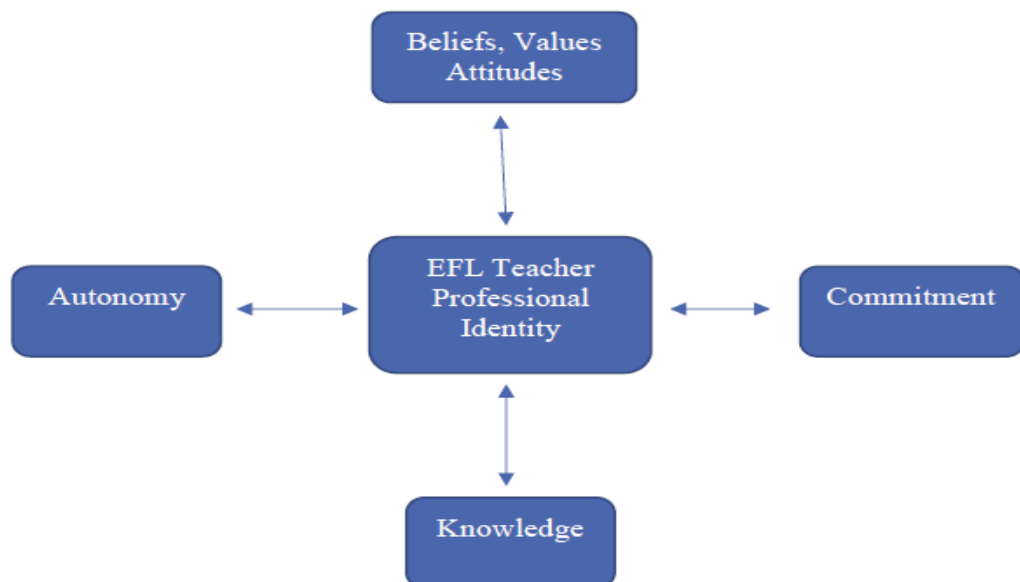 Beliefs, Values
Attitudes
EFL Teacher
Professional
Identity
Autonomy
Commitment
Knowledge